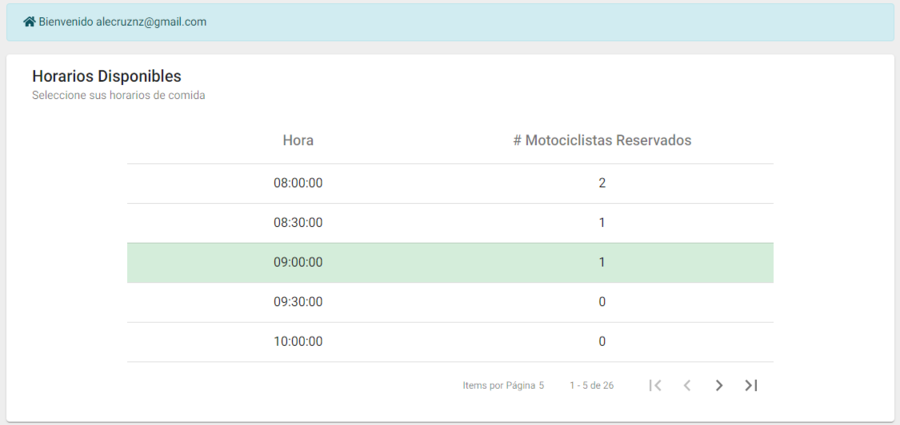 Bienvenido alecruznz@gmail.com
Horarios Disponibles
Seleccione sus horarios de comida
Hora # Motociclistas Reservados
08:00:00 2
08:30:00 1
09:00:00 1
09:30:00 0
10:00:00 0
Items por Página 5 1 - 5 de 26